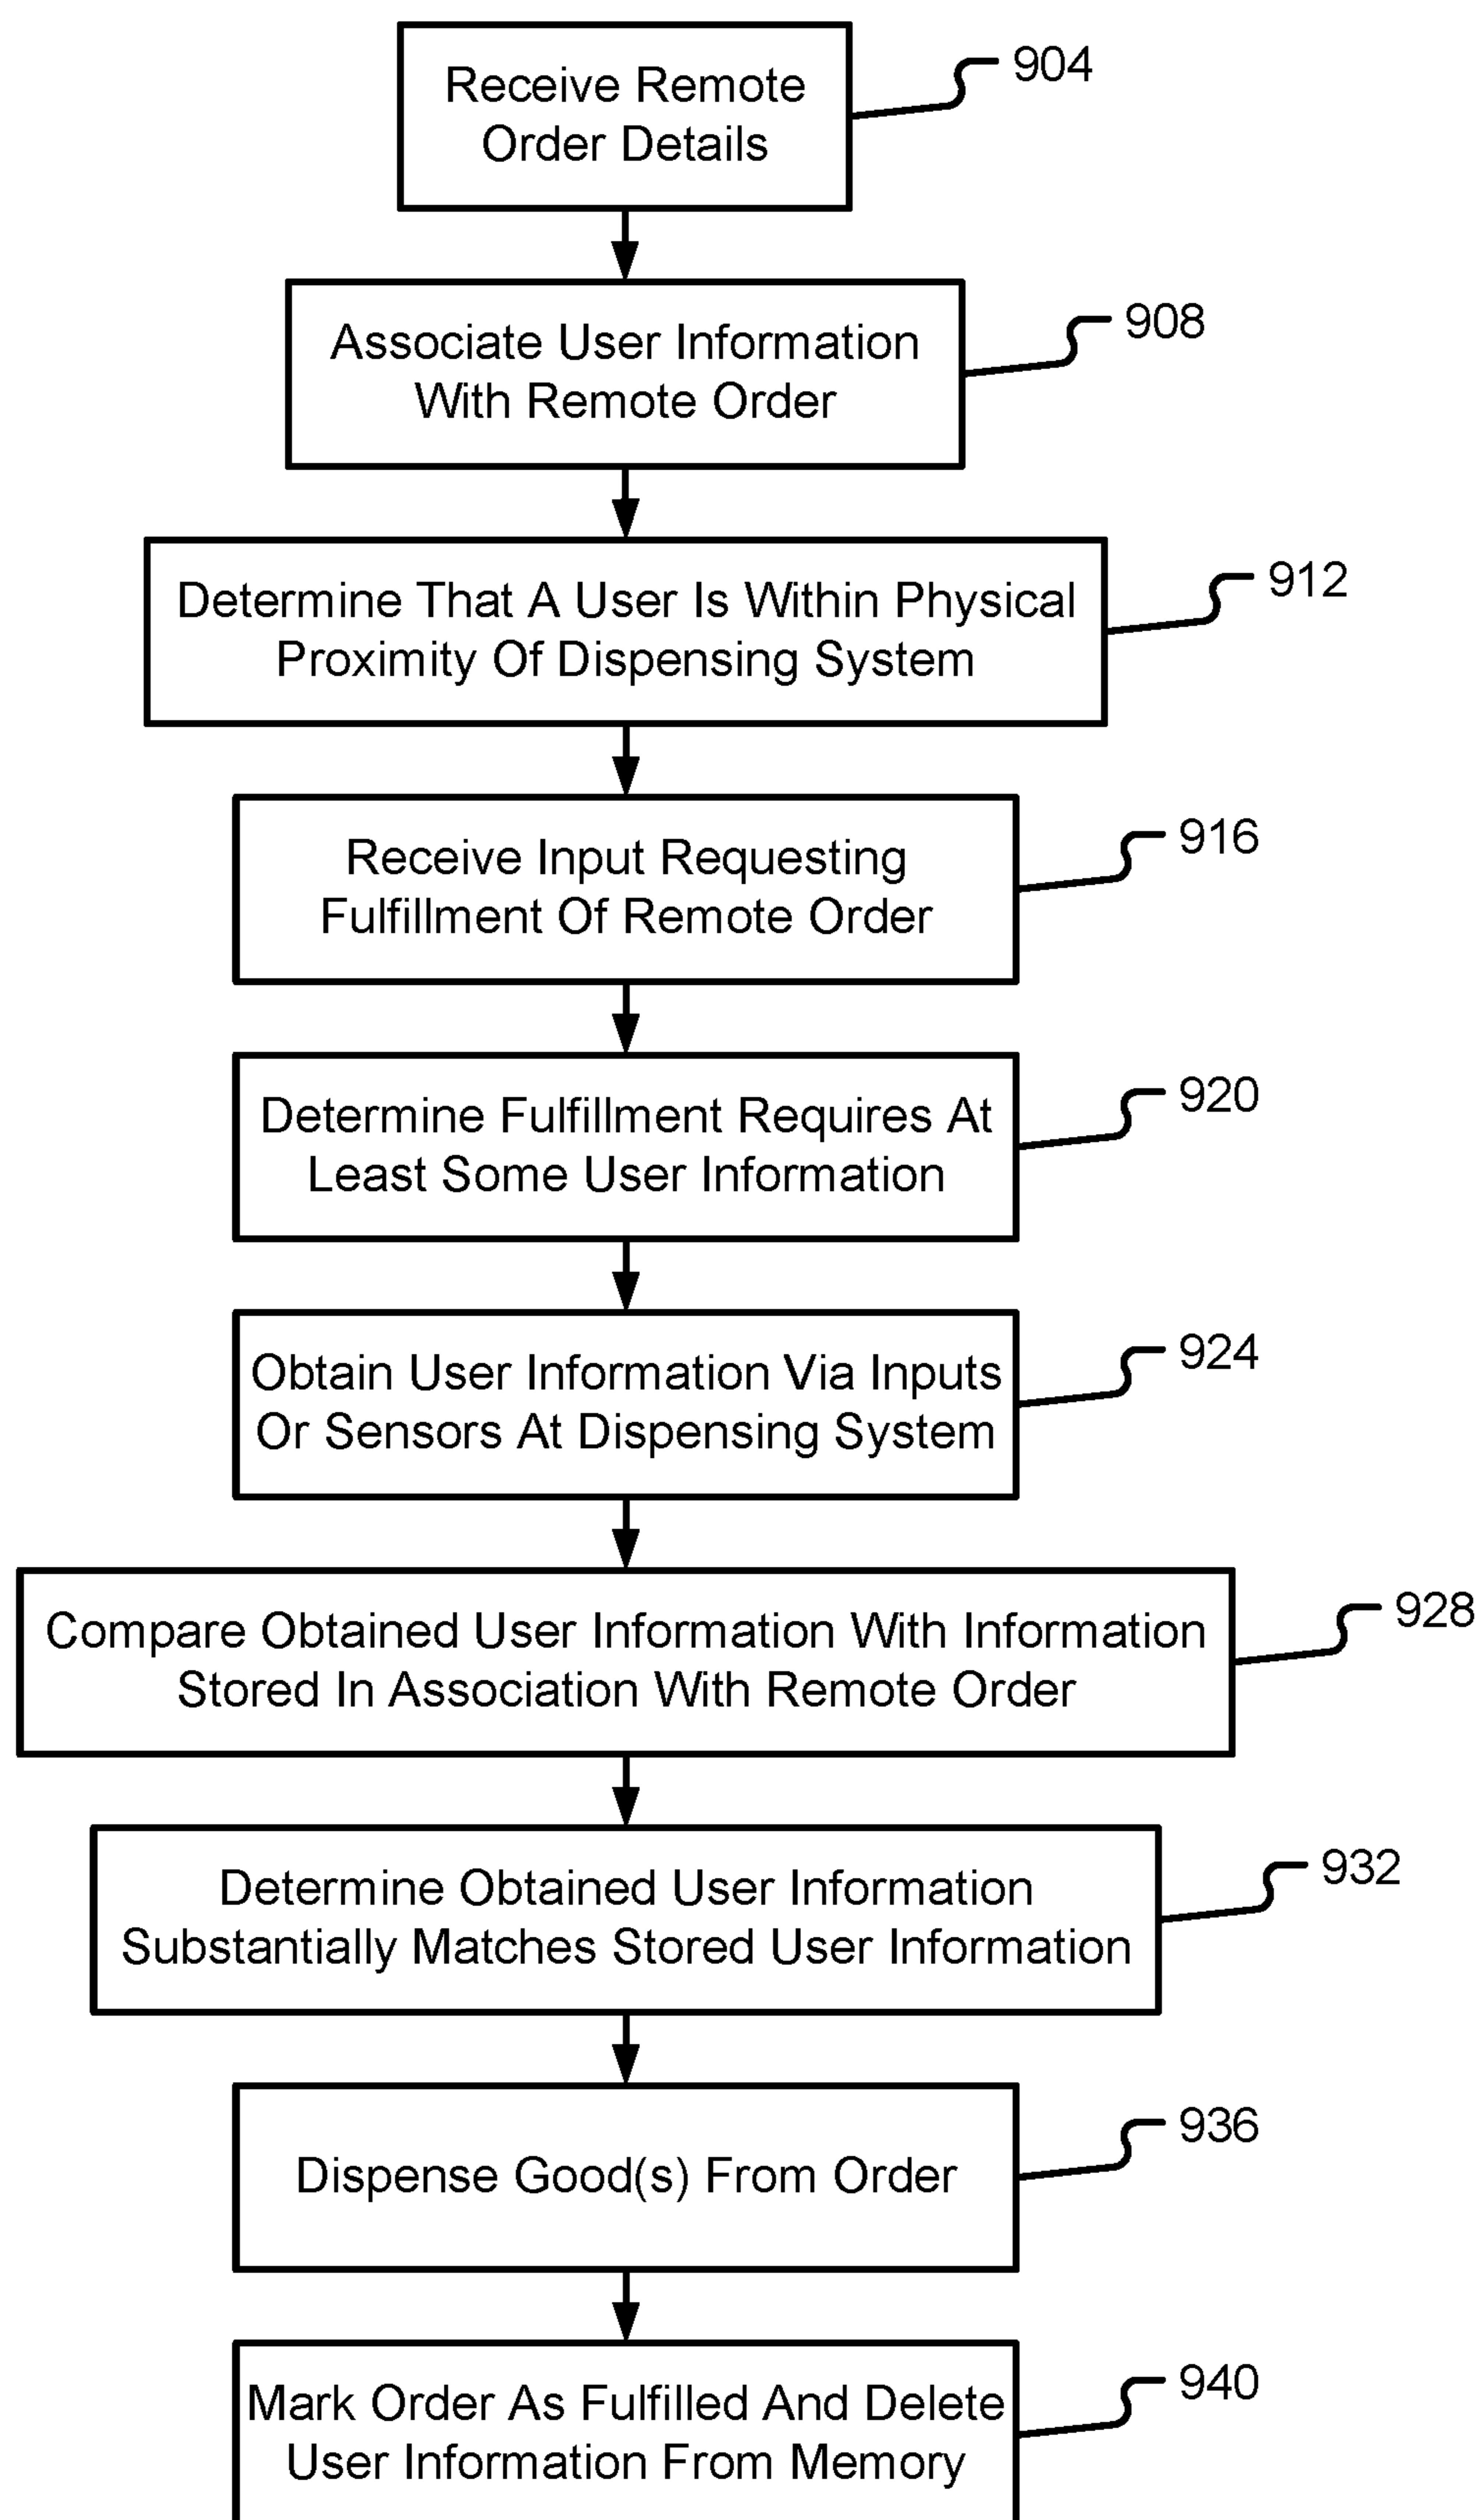 Receive Remote
Order Details
904
Associate User Information
With Remote Order
908
Determine That A User Is Within Physical
Proximity Of Dispensing System
912
Receive Input Requesting
Fulfillment Of Remote Order
916
Determine Fulfillment Requires At
Least Some User Information
920
Obtain User Information Via Inputs
Or Sensors At Dispensing System
924
Compare Obtained User Information With Information
Stored In Association With Remote Order
928
Determine Obtained User Information
Substantially Matches Stored User Information
932
Dispense Good(s) From Order
936
Mark Order As Fulfilled And Delete
User Information From Memory
940